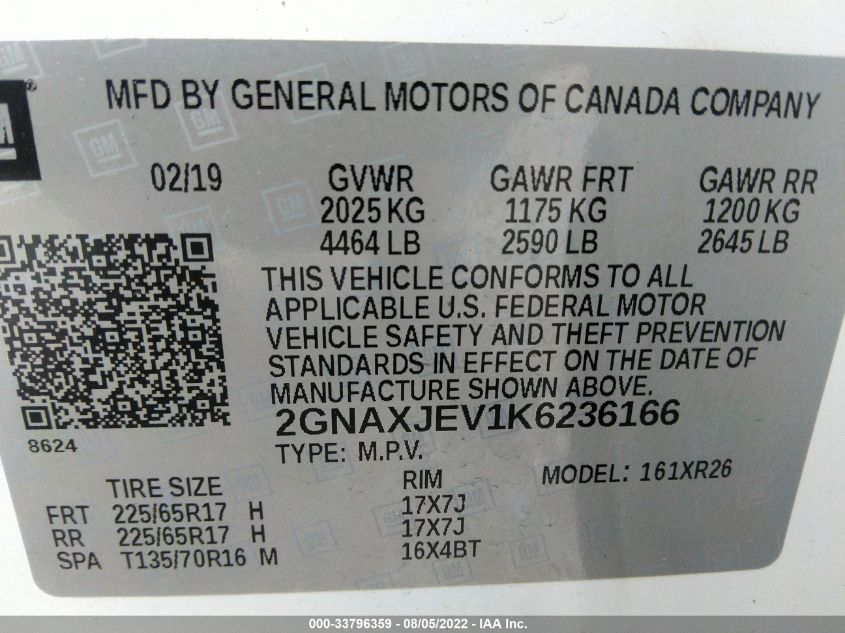 GM ®
MFD BY GENERAL MOTORS OF CANADA COMPANY
02/19 GVWR GAWR FRT GAWR RR
2025 KG 1175 KG 1200 KG
4464 LB 2590 LB 2645 LB
THIS VEHICLE CONFORMS TO ALL
APPLICABLE U.S. FEDERAL MOTOR
VEHICLE SAFETY AND THEFT PREVENTION
STANDARDS IN EFFECT ON THE DATE OF
MANUFACTURE SHOWN ABOVE.
2GNAXJEV1K6236166
8624
TYPE: M.P.V. MODEL: 161XR26
TIRE SIZE RIM
FRT 225/65R17 H 17X7J
RR 225/65R17 H 17X7J
SPA T135/70R16 M 16X4BT
000-33796359 - 08/05/2022 - IAAI US